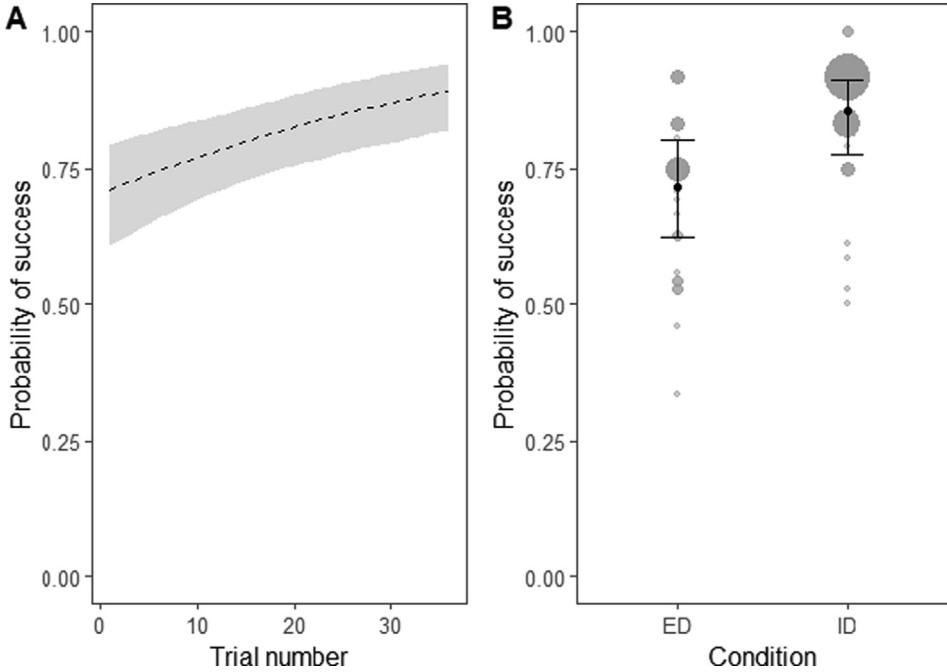 A
1.00
0.75
0.50
0.25
0.00
Probability of success
0 10 20 30
Trial number
B
1.00
0.75
0.50
0.25
0.00
Probability of success
ED ID
Condition